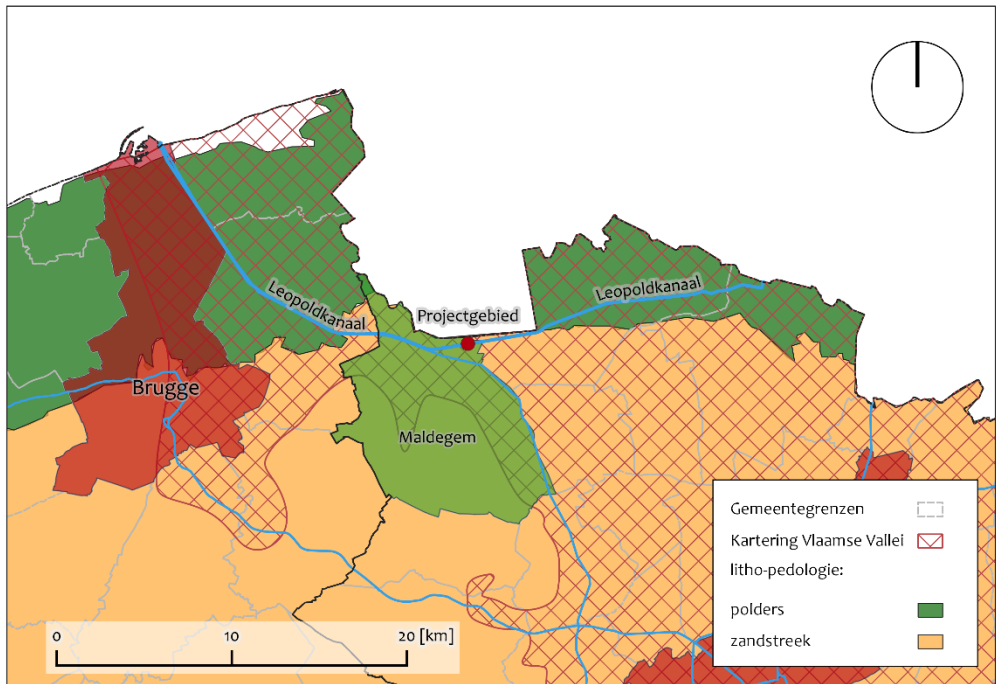 Leopoldkanaal
Projectgebied
Leopoldkanaal
Brugge
Maldegem
Gemeentegrenzen
Kartering Vlaamse Vallei
litho-pedologie:
polders
zandstreek
0 10 20 [km]